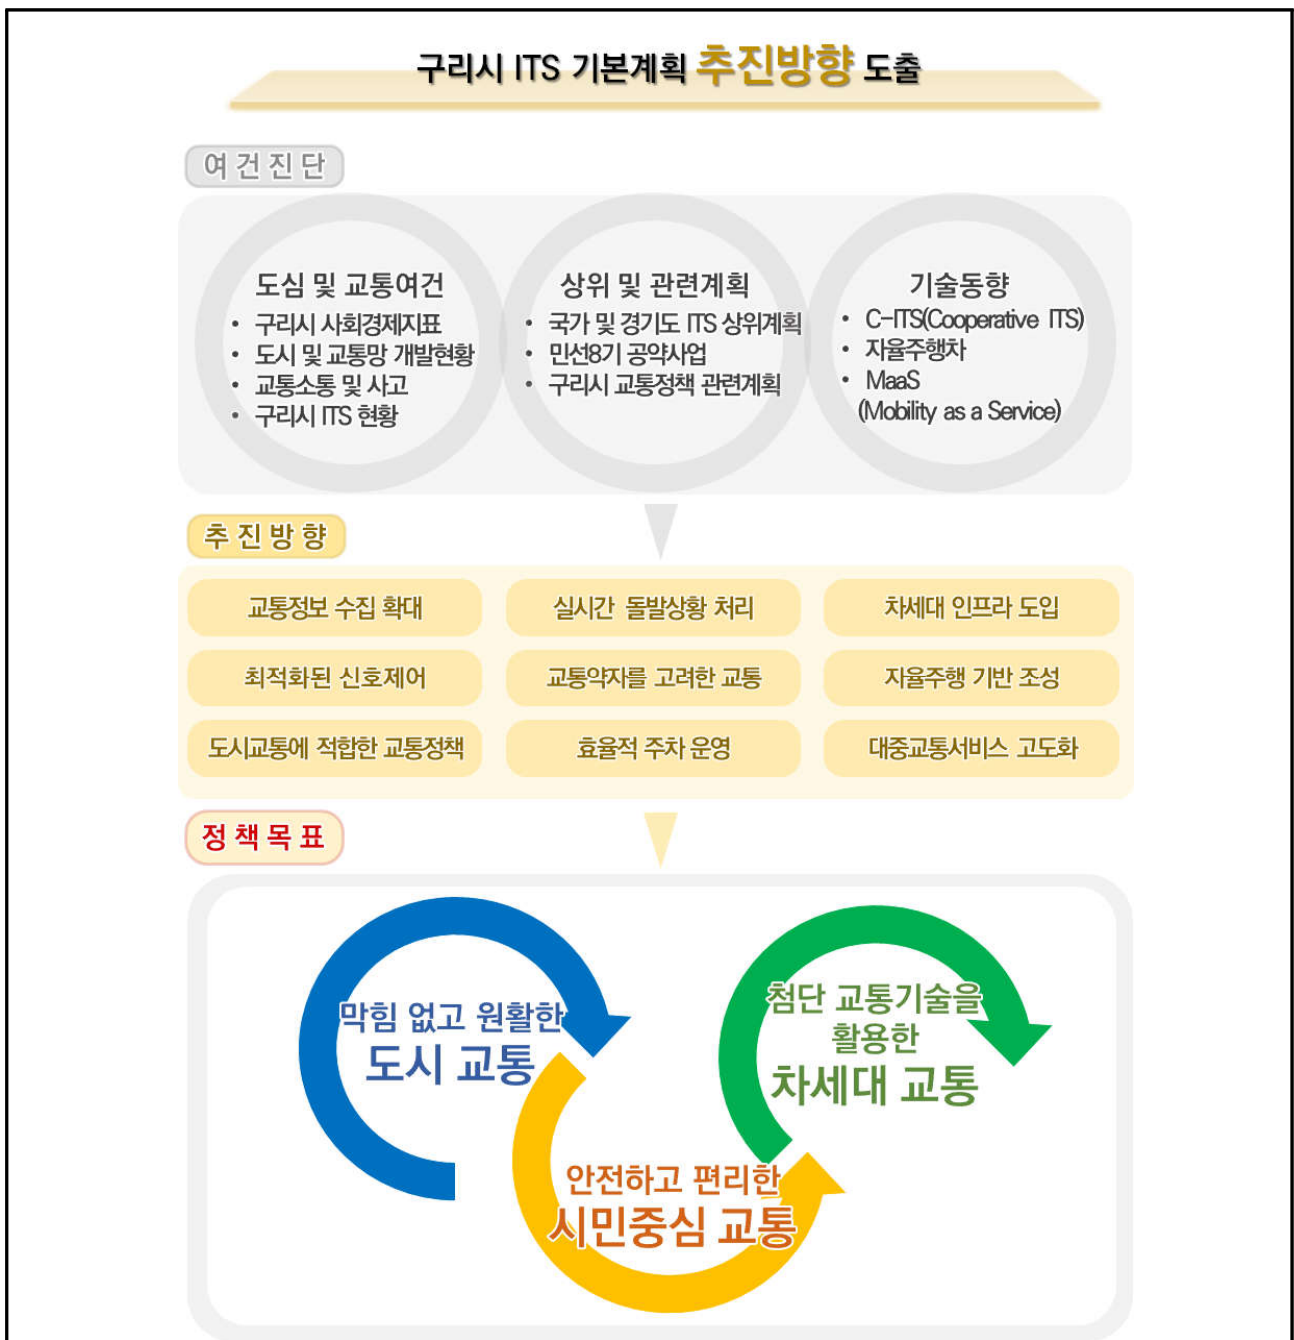 구리시 ITS 기본계획 추진방향 도출
여건진단
도심 및 교통여건
• 구리시 사회경제지표
• 도시 및 교통망 개발현황
• 교통소통 및 사고
• 구리시 ITS 현황
상위 및 관련계획
• 국가 및 경기도 ITS 상위계획
• 민선8기 공약사업
• 구리시 교통정책 관련계획
기술동향
• C-ITS(Cooperative ITS)
• 자율주행차
• MaaS
(Mobility as a Service)
추진방향
교통정보 수집 확대
실시간 돌발상황 처리
차세대 인프라 도입
최적화된 신호제어
교통약자를 고려한 교통
자율주행 기반 조성
도시교통에 적합한 교통정책
효율적 주차 운영
대중교통서비스 고도화
정책목표
막힘 없고 원활한
도시 교통
안전하고 편리한
시민중심 교통
첨단 교통기술을
활용한
차세대 교통